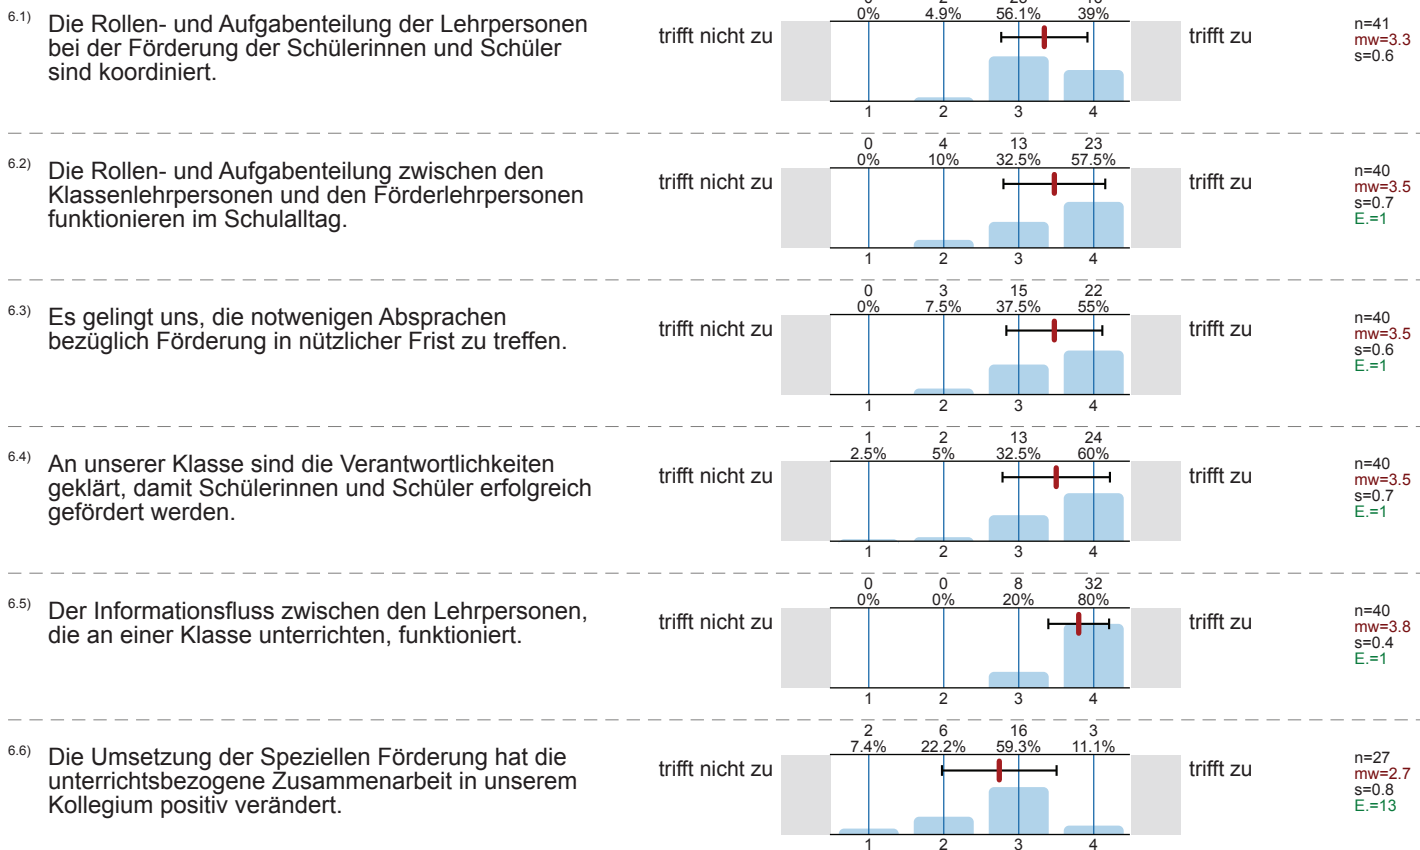 0%
4.9%
56.1%
39%
6.1) Die Rollen- und Aufgabenteilung der Lehrpersonen
bei der Förderung der Schülerinnen und Schüler
sind koordiniert.
trifft nicht zu
trifft zu
n=41
mw=3.3
s=0.6
1 2 3 4
0 4 13 23
0% 10% 32.5% 57.5%
6.2) Die Rollen- und Aufgabenteilung zwischen den
Klassenlehrpersonen und den Förderlehrpersonen
funktionieren im Schulalltag.
trifft nicht zu
trifft zu
n=40
mw=3.5
s=0.7
E.=1
1 2 3 4
0 3 15 22
0% 7.5% 37.5% 55%
6.3) Es gelingt uns, die notwenigen Absprachen
bezüglich Förderung in nützlicher Frist zu treffen.
trifft nicht zu
trifft zu
n=40
mw=3.5
s=0.6
E.=1
1 2 3 4
1 2 13 24
2.5% 5% 32.5% 60%
6.4) An unserer Klasse sind die Verantwortlichkeiten
geklärt, damit Schülerinnen und Schüler erfolgreich
gefördert werden.
trifft nicht zu
trifft zu
n=40
mw=3.5
s=0.7
E.=1
1 2 3 4
0 0 8 32
0% 0% 20% 80%
6.5) Der Informationsfluss zwischen den Lehrpersonen,
die an einer Klasse unterrichten, funktioniert.
trifft nicht zu
trifft zu
n=40
mw=3.8
s=0.4
E.=1
1 2 3 4
2 6 16 3
7.4% 22.2% 59.3% 11.1%
6.6) Die Umsetzung der Speziellen Förderung hat die
unterrichtsbezogene Zusammenarbeit in unserem
Kollegium positiv verändert.
trifft nicht zu
trifft zu
n=27
mw=2.7
s=0.8
E.=13
1 2 3 4